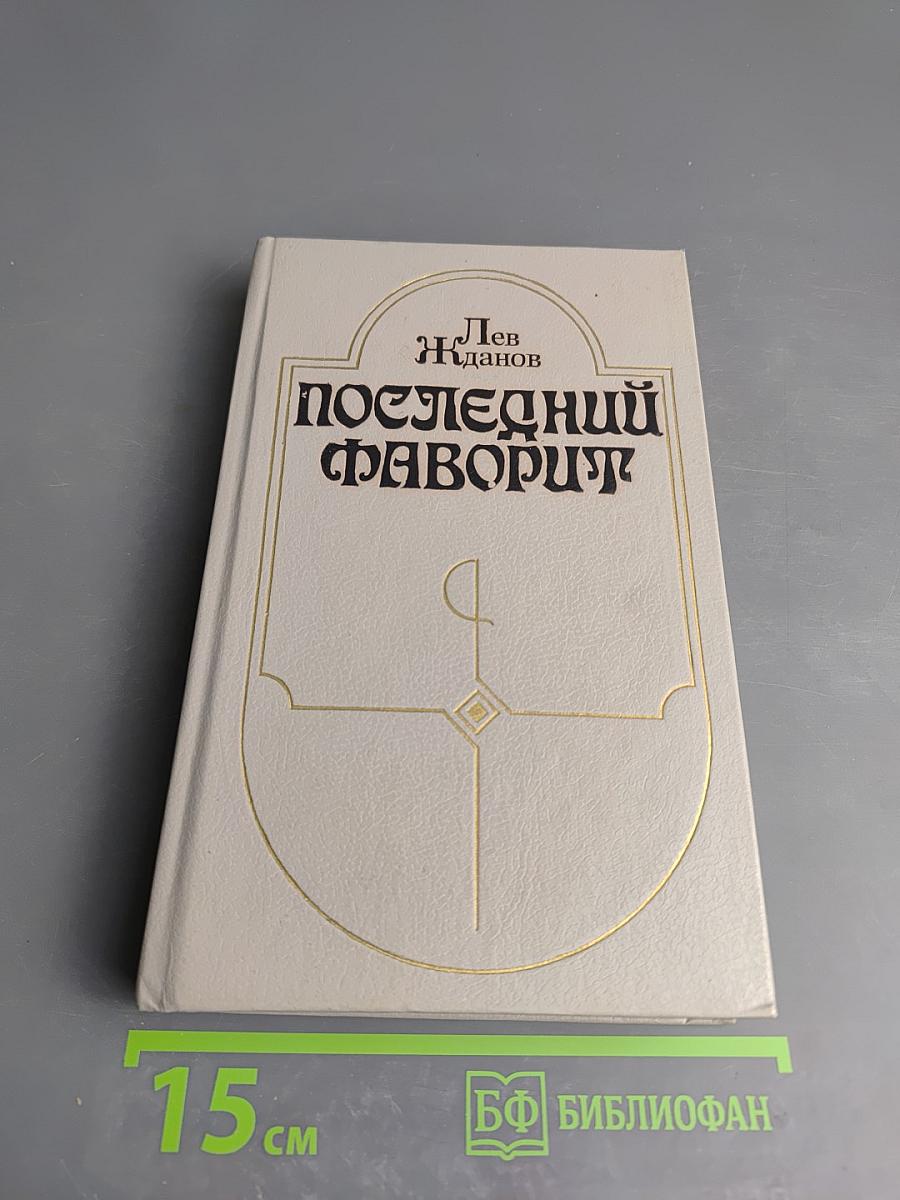 Лев
Жданов
ПОСЛЕДНИЙ
ФАВОРИТ
15 см
БФ БИБЛИОФАН